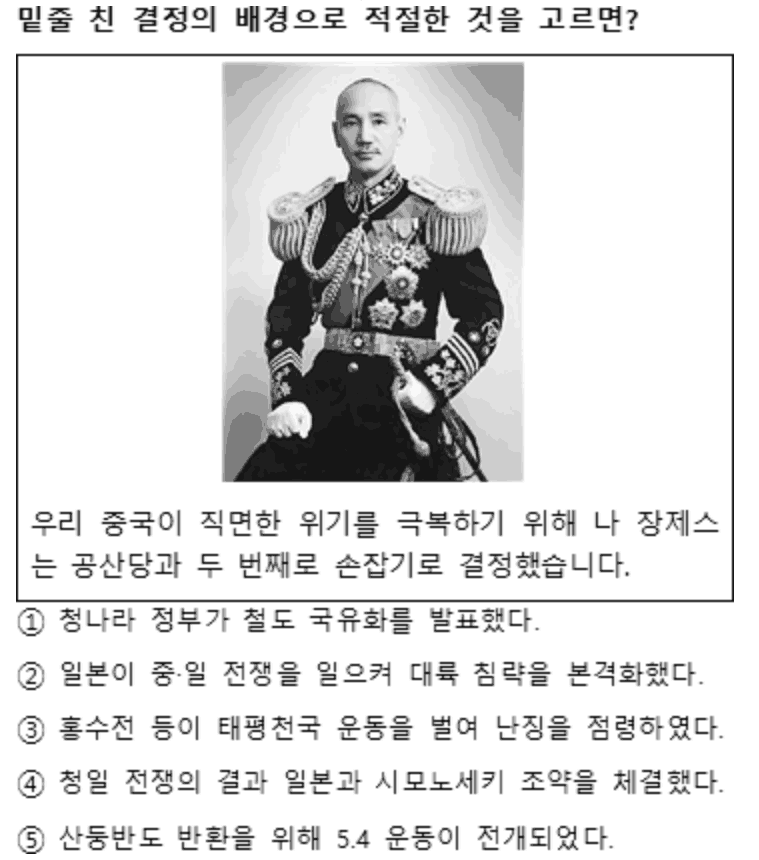 밑줄 친 결정의 배경으로 적절한 것을 고르면?
우리 중국이 직면한 위기를 극복하기 위해 나 장제스
는 공산당과 두 번째로 손잡기로 결정했습니다.
① 청나라 정부가 철도 국유화를 발표했다.
② 일본이 중·일 전쟁을 일으켜 대륙 침략을 본격화했다.
③ 홍수전 등이 태평천국 운동을 벌여 난징을 점령하였다.
④ 청일 전쟁의 결과 일본과 시모노세키 조약을 체결했다.
⑤ 산둥반도 반환을 위해 5.4 운동이 전개되었다.